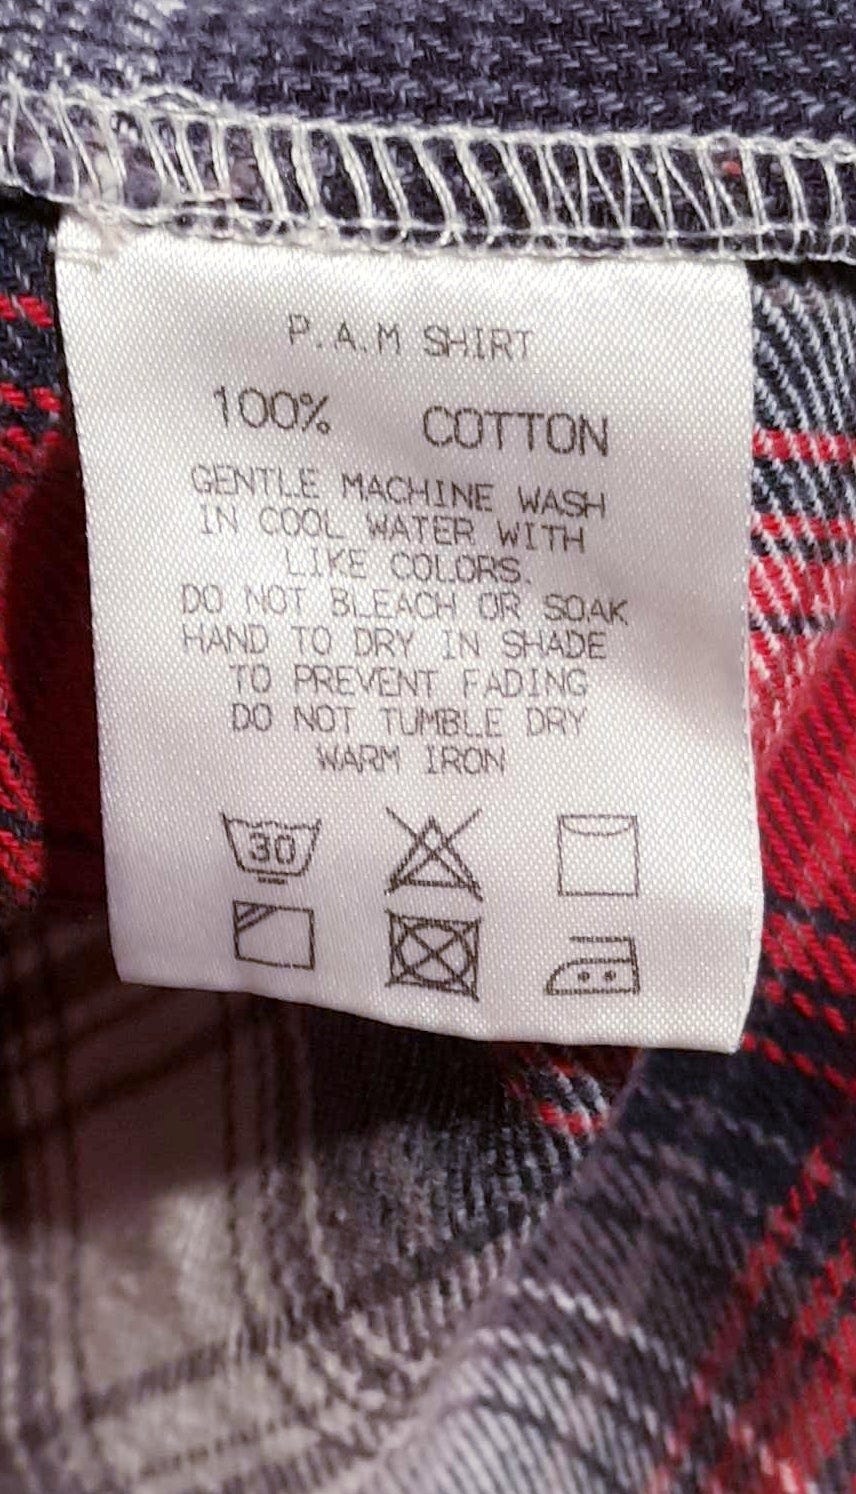 P.A.M SHIRT
100% COTTON
GENTLE MACHINE WASH
IN COOL WATER WITH
LIKE COLORS.
DO NOT BLEACH OR SOAK
HAND TO DRY IN SHADE
TO PREVENT FADING
DO NOT TUMBLE DRY
WARM IRON
30